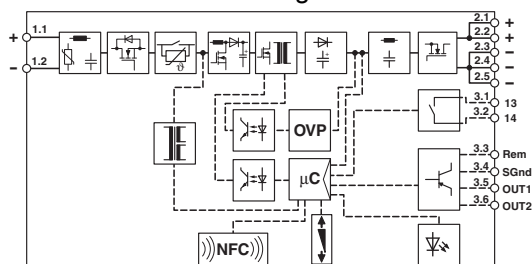 + 1.1
− 1.2
ϑ
2.1 +
2.2 +
2.3 −
2.4 −
2.5 −
OVP
µC
NFC
3.1 13
3.2 14
3.3 Rem
3.4 SGnd
3.5 OUT1
3.6 OUT2